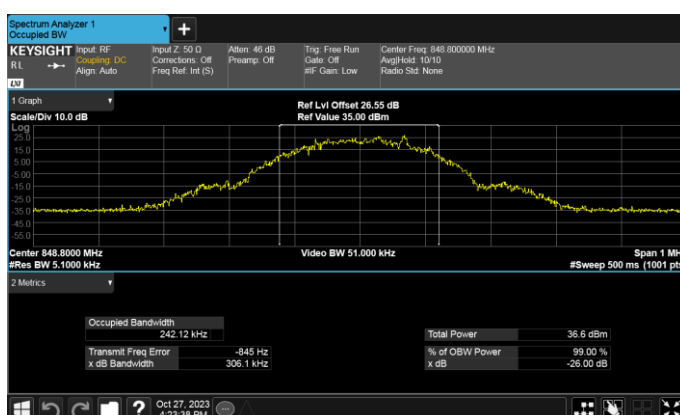 Spectrum Analyzer 1
Occupied BW
+
KEYSIGHT Input: RF Input Z: 50 Ω Atten: 46 dB Trig: Free Run Center Freq: 848.800000 MHz
RL Coupling: DC Corrections: Off Preamp: Off Gate: Off Avg|Hold: 10/10
Align: Auto Freq Ref: Int (S) #IF Gain: Low Radio Std: None
LXI
1 Graph Ref Lvl Offset 26.55 dB
Scale/Div 10.0 dB Ref Value 35.00 dBm
Log
25.0
15.0
5.00
-5.00
-15.0
-25.0
-35.0
-45.0
-55.0
Center 848.8000 MHz Video BW 51.000 kHz Span 1 MH
#Res BW 5.1000 kHz #Sweep 500 ms (1001 pts
2 Metrics
Occupied Bandwidth
242.12 kHz Total Power 36.6 dBm
Transmit Freq Error -845 Hz % of OBW Power 99.00 %
x dB Bandwidth 306.1 kHz x dB -26.00 dB
? Oct 27, 2023
4:23:38 PM